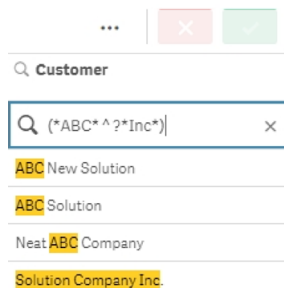 ...
Customer
(*ABC* ^ ?*Inc*)
ABC New Solution
ABC Solution
Neat ABC Company
Solution Company Inc.